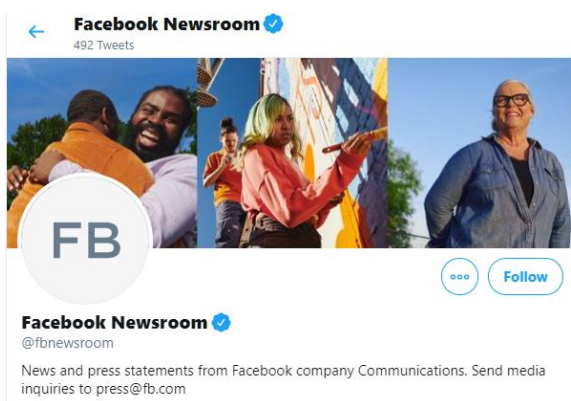 Facebook Newsroom
492 Tweets
FB
Follow
Facebook Newsroom
@fbnewsroom
News and press statements from Facebook company Communications. Send media
inquiries to press@fb.com